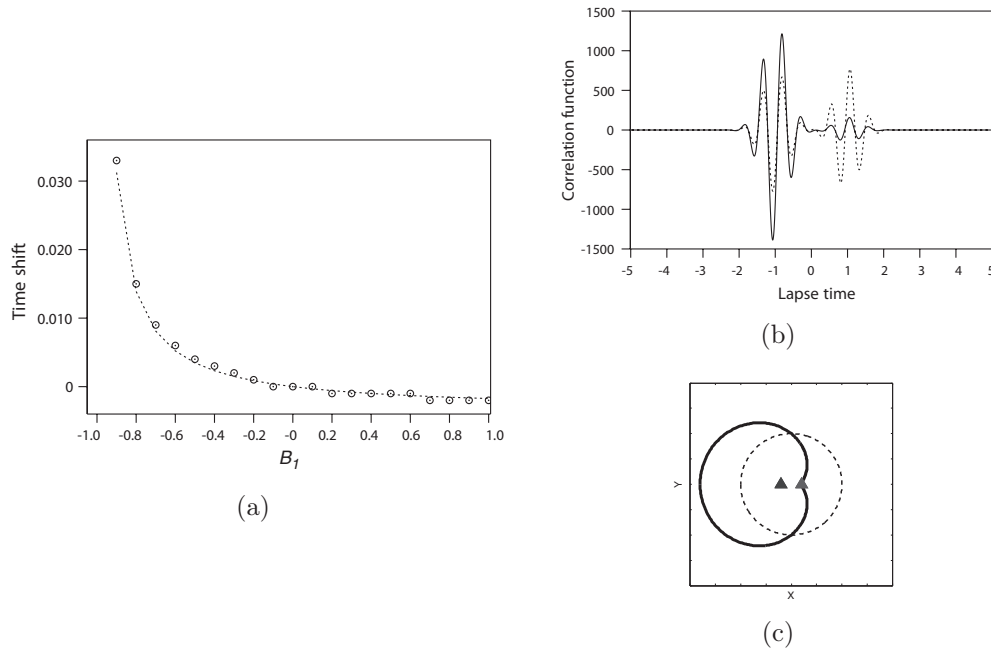 0.030
0.020
0.010
0
Time shift
-1.0 -0.8 -0.6 -0.4 -0.2 -0 0.2 0.4 0.6 0.8 1.0
B1
(a)
1500
1000
500
0
-500
-1000
-1500
Correlation function
-5 -4 -3 -2 -1 0 1 2 3 4 5
Lapse time
(b)
Y
X
(c)